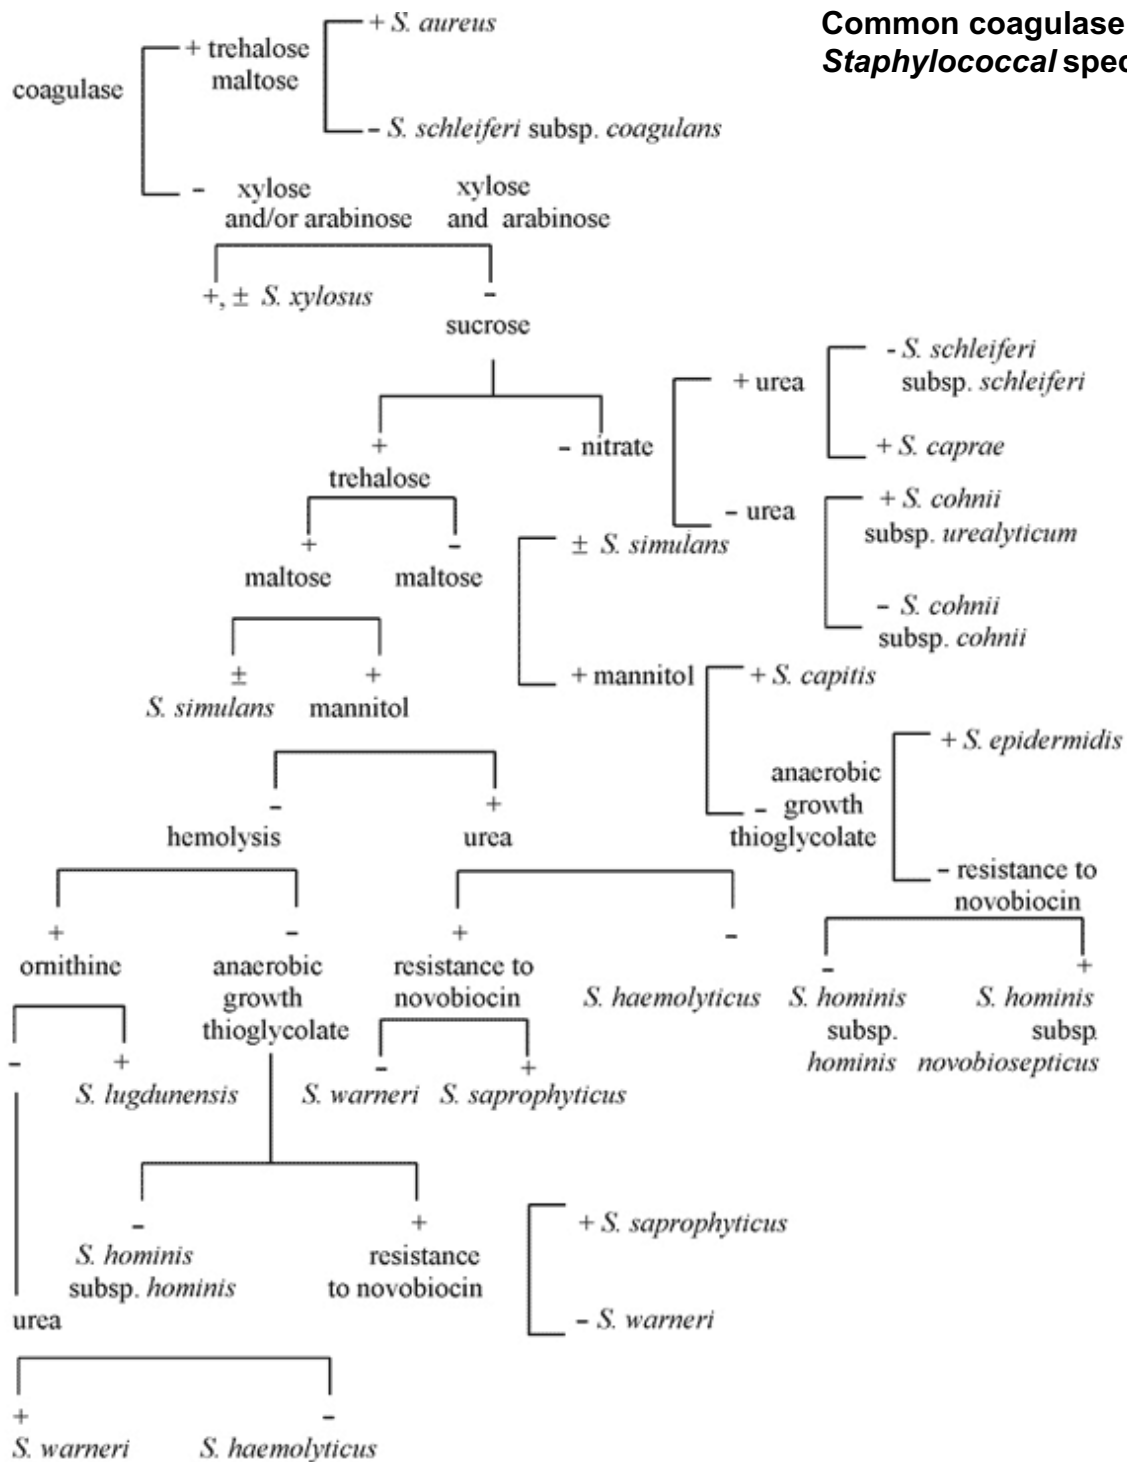 Common coagulase
Staphylococcal spec
+ S. aureus
+ trehalose
maltose
coagulase
- S. schleiferi subsp. coagulans
- xylose
and/or arabinose
xylose
and arabinose
+, ± S. xylosus
-
sucrose
- S. schleiferi
subsp. schleiferi
+ urea
+ S. caprae
+
trehalose
- nitrate
- urea
+ S. cohnii
subsp. urealyticum
- S. cohnii
subsp. cohnii
+
maltose
-
maltose
± S. simulans
+ mannitol
+ S. capitis
±
S. simulans
+
mannitol
+ S. epidermidis
- anaerobic
growth
thioglycolate
- resistance to
novobiocin
-
hemolysis
+
urea
+
ornithine
-
anaerobic
growth
thioglycolate
+
resistance to
novobiocin
-
S. haemolyticus
-
S. hominis
subsp.
hominis
+
S. hominis
subsp.
novobiosepticus
-
+
S. lugdunensis
-
S. warneri
+
S. saprophyticus
-
S. hominis
subsp. hominis
+
resistance
to novobiocin
+ S. saprophyticus
- S. warneri
urea
+
S. warneri
-
S. haemolyticus